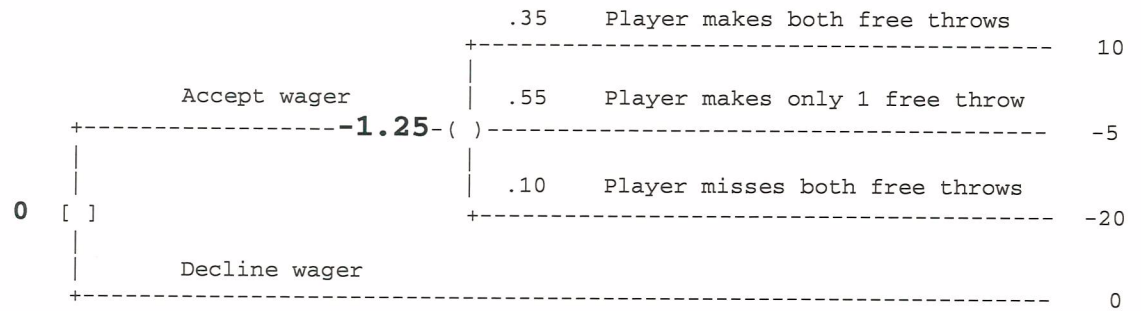 .35 Player makes both free throws
10
Accept wager
.55 Player makes only 1 free throw
-1.25
-5
.10 Player misses both free throws
0
-20
Decline wager
0